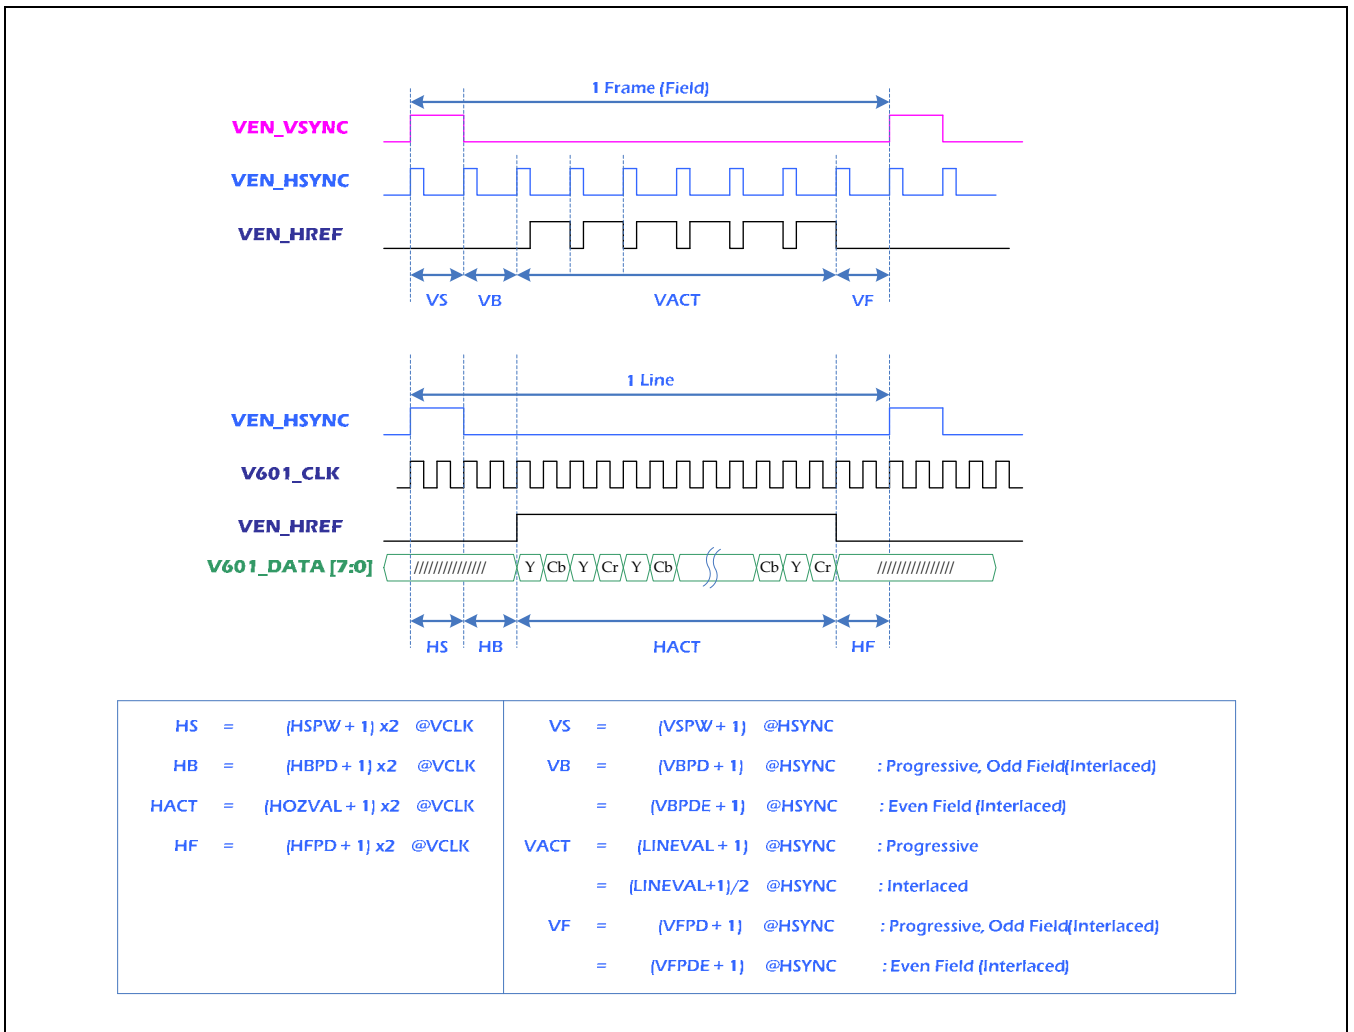 1 Frame (Field)
VEN_VSYNC
VEN_HSYNC
VEN_HREF
VS VB VACT VF
1 Line
VEN_HSYNC
V601_CLK
VEN_HREF
V601_DATA [7:0] /////////////// Y Cb Y Cr Y Cb Cb Y Cr ///////////////
HS HB HACT HF
HS = (HSPW + 1) x2 @VCLK VS = (VSPW + 1) @HSYNC
HB = (HBPD + 1) x2 @VCLK VB = (VBPD + 1) @HSYNC : Progressive, Odd Field(Interlaced)
HACT = (HOZVAL + 1) x2 @VCLK = (VBPDE + 1) @HSYNC : Even Field (Interlaced)
HF = (HFPD + 1) x2 @VCLK VACT = (LINEVAL + 1) @HSYNC : Progressive
= (LINEVAL+1)/2 @HSYNC : Interlaced
VF = (VFPD + 1) @HSYNC : Progressive, Odd Field(Interlaced)
= (VFPDE + 1) @HSYNC : Even Field (Interlaced)